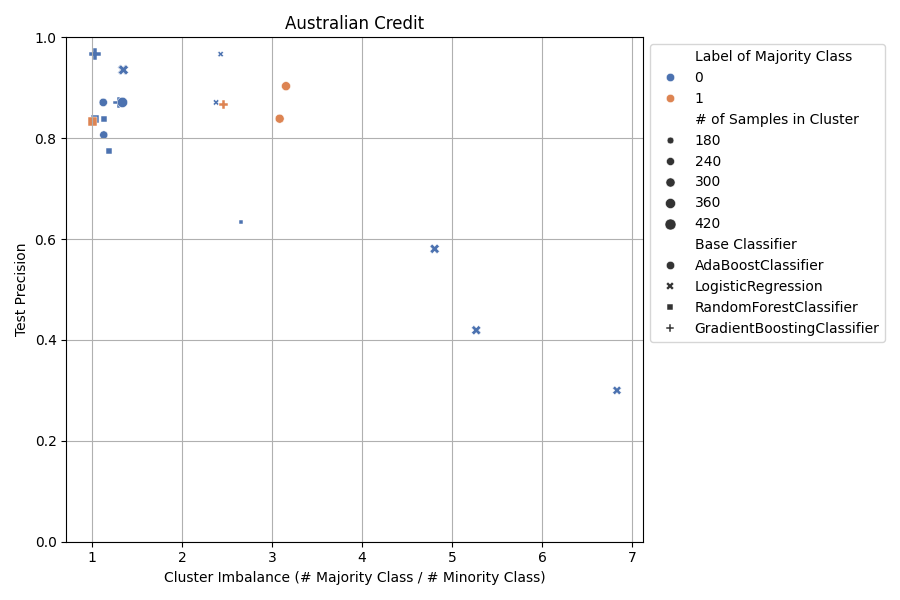 Australian Credit
1.0
0.8
0.6
0.4
0.2
0.0
Test Precision
1
2
3
4
5
6
7
Cluster Imbalance (# Majority Class / # Minority Class)
Label of Majority Class
0
1
# of Samples in Cluster
180
240
300
360
420
Base Classifier
AdaBoostClassifier
LogisticRegression
RandomForestClassifier
GradientBoostingClassifier